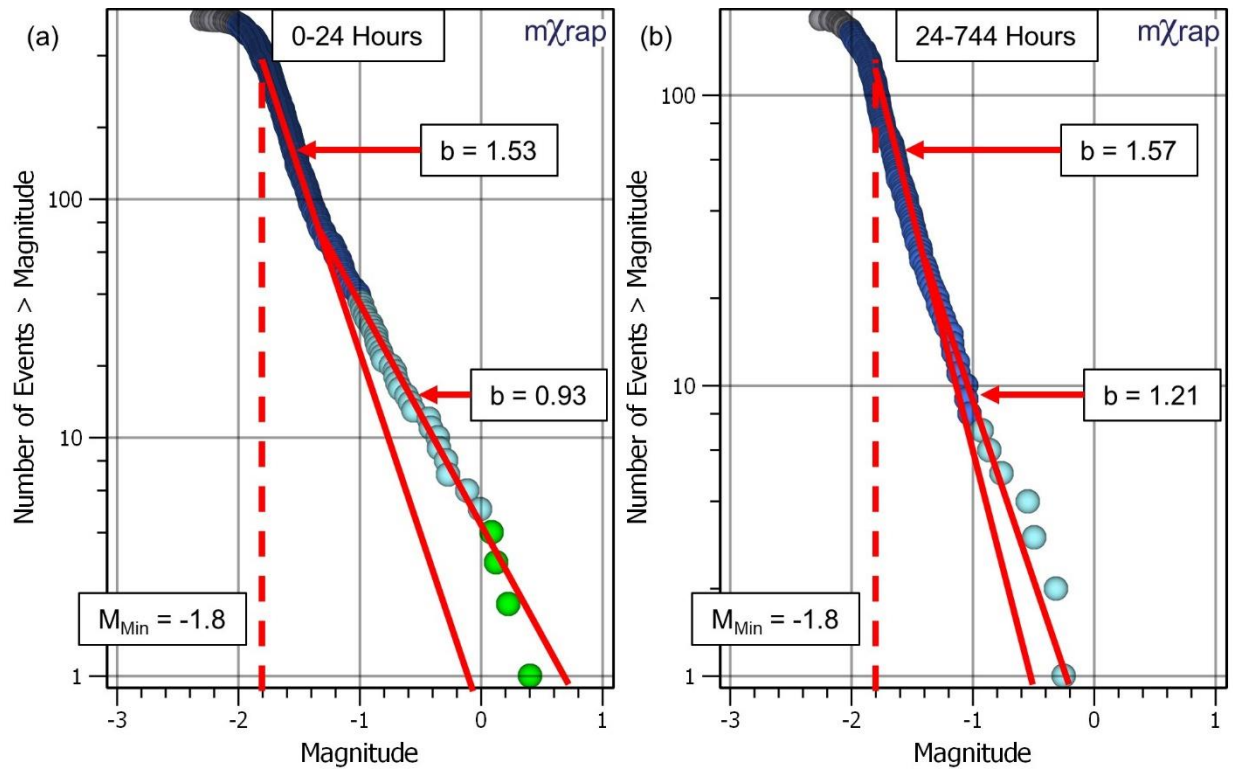 (a)
0-24 Hours
mχrap
Number of Events > Magnitude
100
10
1
b = 1.53
b = 0.93
M_Min = -1.8
-3 -2 -1 0 1
Magnitude
(b)
24-744 Hours
mχrap
Number of Events > Magnitude
100
10
1
b = 1.57
b = 1.21
M_Min = -1.8
-3 -2 -1 0 1
Magnitude